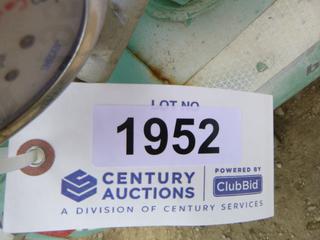 LOT NO
1952
CENTURY
AUCTIONS
POWERED BY
ClubBid
A DIVISION OF CENTURY SERVICES